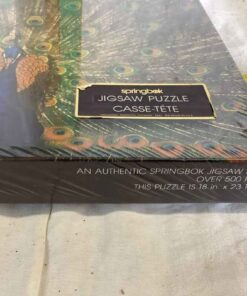 springbok
JIGSAW PUZZLE
CASSE-TÊTE
AN AUTHENTIC SPRINGBOK JIGSAW
OVER 500
THIS PUZZLE IS 18 in. x 23